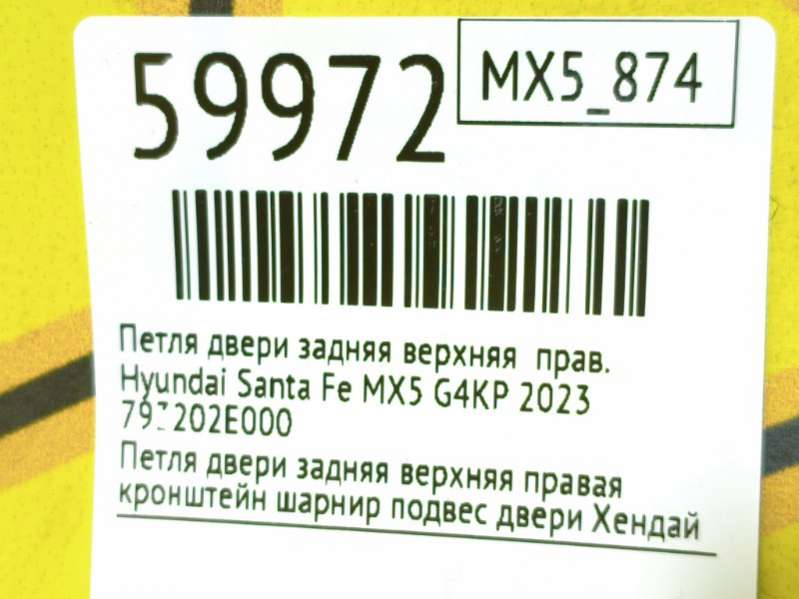 59972
MX5_874
Петля двери задняя верхняя прав.
Hyundai Santa Fe MX5 G4KP 2023
Петля двери задняя верхняя правая
кронштейн шарнир подвес двери Хендай